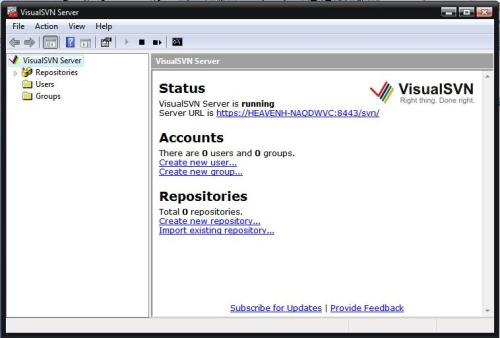 VisualSVN Server
File Action View Help
VisualSVN Server
Repositories
Users
Groups
VisualSVN Server
Status
VisualSVN Server is running
Server URL is https://HEAVENH-NAQDWVC:8443/svn/
VisualSVN
Right thing. Done right.
Accounts
There are 0 users and 0 groups.
Create new user...
Create new group...
Repositories
Total 0 repositories.
Create new repository...
Import existing repository...
Subscribe for Updates | Provide Feedback